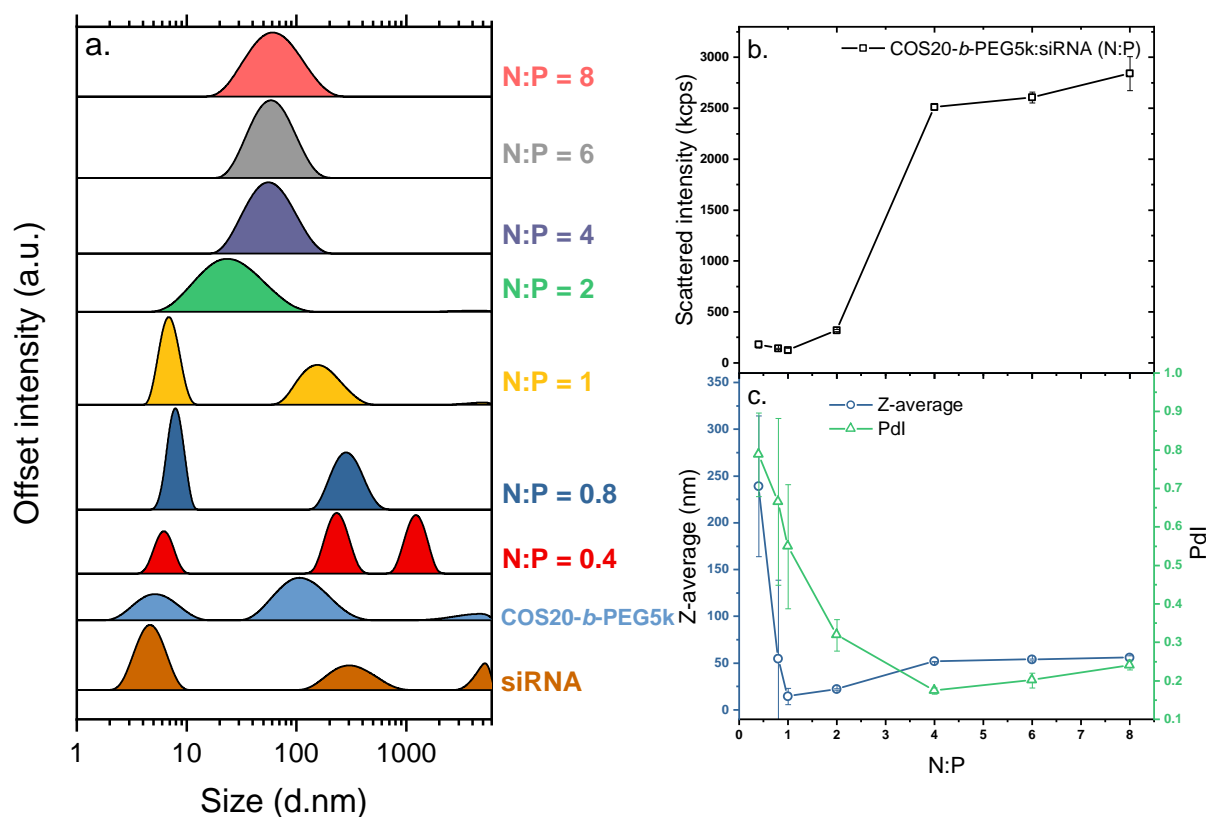 a.
N:P = 8
N:P = 6
N:P = 4
N:P = 2
N:P = 1
N:P = 0.8
N:P = 0.4
COS20-b-PEG5k
siRNA
Offset intensity (a.u.)
1 10 100 1000
Size (d.nm)
b.
COS20-b-PEG5k:siRNA (N:P)
Scattered intensity (kcps)
3000
2500
2000
1500
1000
500
0
c.
Z-average
PdI
Z-average (nm)
350
300
250
200
150
100
50
0
1.0
0.9
0.8
0.7
0.6
0.5
0.4
0.3
0.2
0.1
PdI
0 1 2 3 4 5 6 7 8
N:P